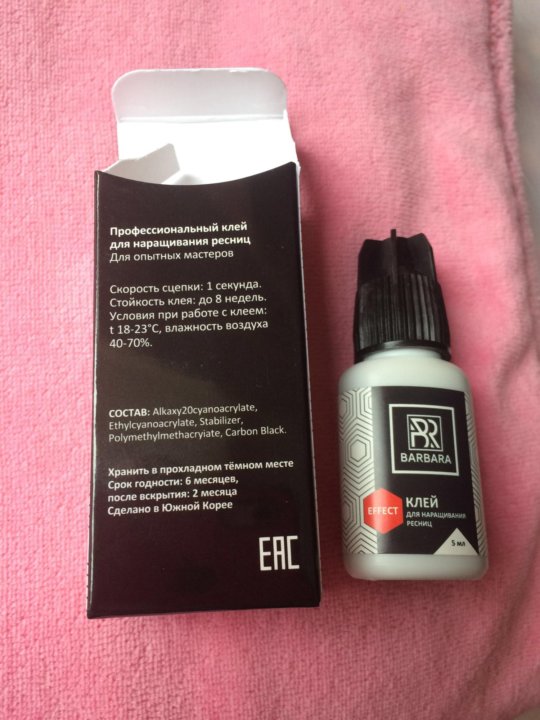 Профессиональный клей
для наращивания ресниц
Для опытных мастеров
Скорость сцепки: 1 секунда.
Стойкость клея: до 8 недель.
Условия при работе с клеем:
t 18-23°C, влажность воздуха
40-70%.
СОСТАВ: Alkaxy20cyanoacrylate,
Ethylcyanoacrylate, Stabilizer,
Polymethylmethacryiate, Carbon Black.
Хранить в прохладном тёмном месте
Срок годности: 6 месяцев,
после вскрытия: 2 месяца
Сделано в Южной Корее
EAC
BR
BARBARA
EFFECT
КЛЕЙ
ДЛЯ НАРАЩИВАНИЯ
РЕСНИЦ
5 мл